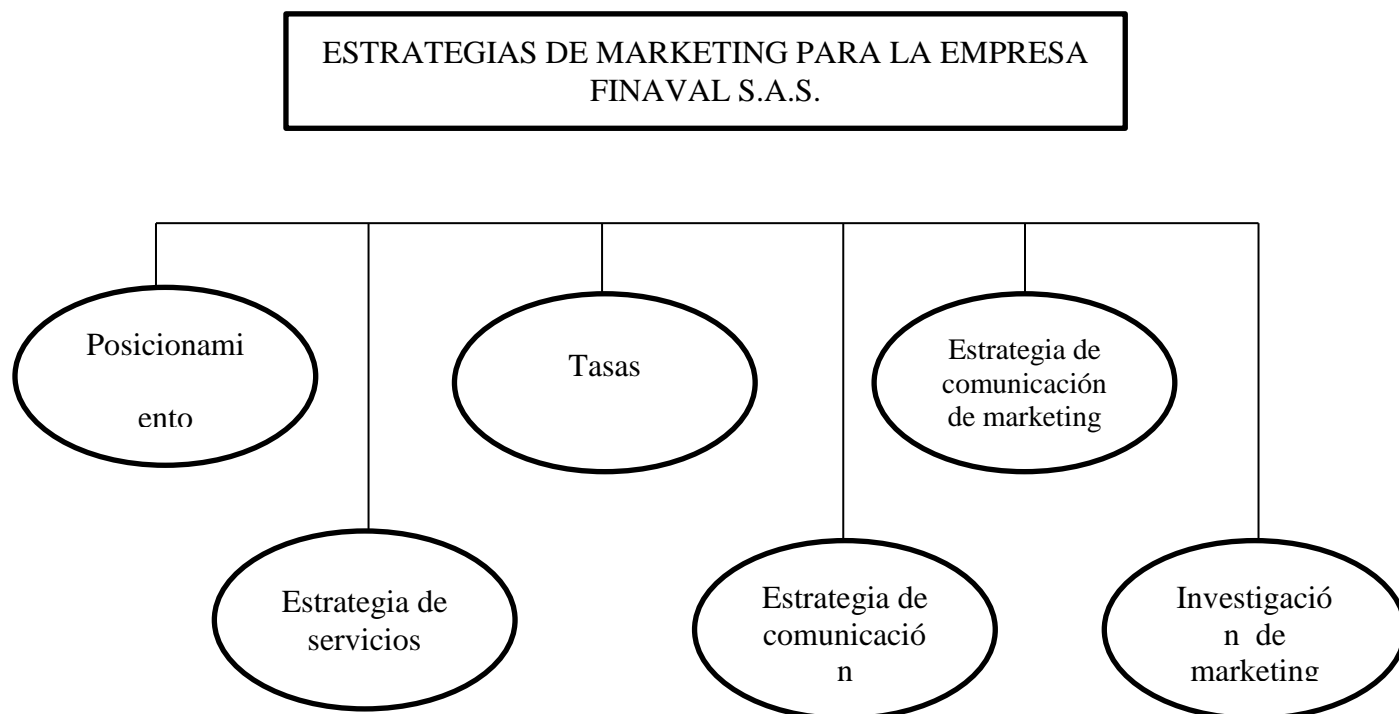 ESTRATEGIAS DE MARKETING PARA LA EMPRESA
FINAVAL S.A.S.
Posicionami
ento
Tasas
Estrategia de
comunicación
de marketing
Estrategia de
servicios
Estrategia de
comunicació
n
Investigació
n de
marketing